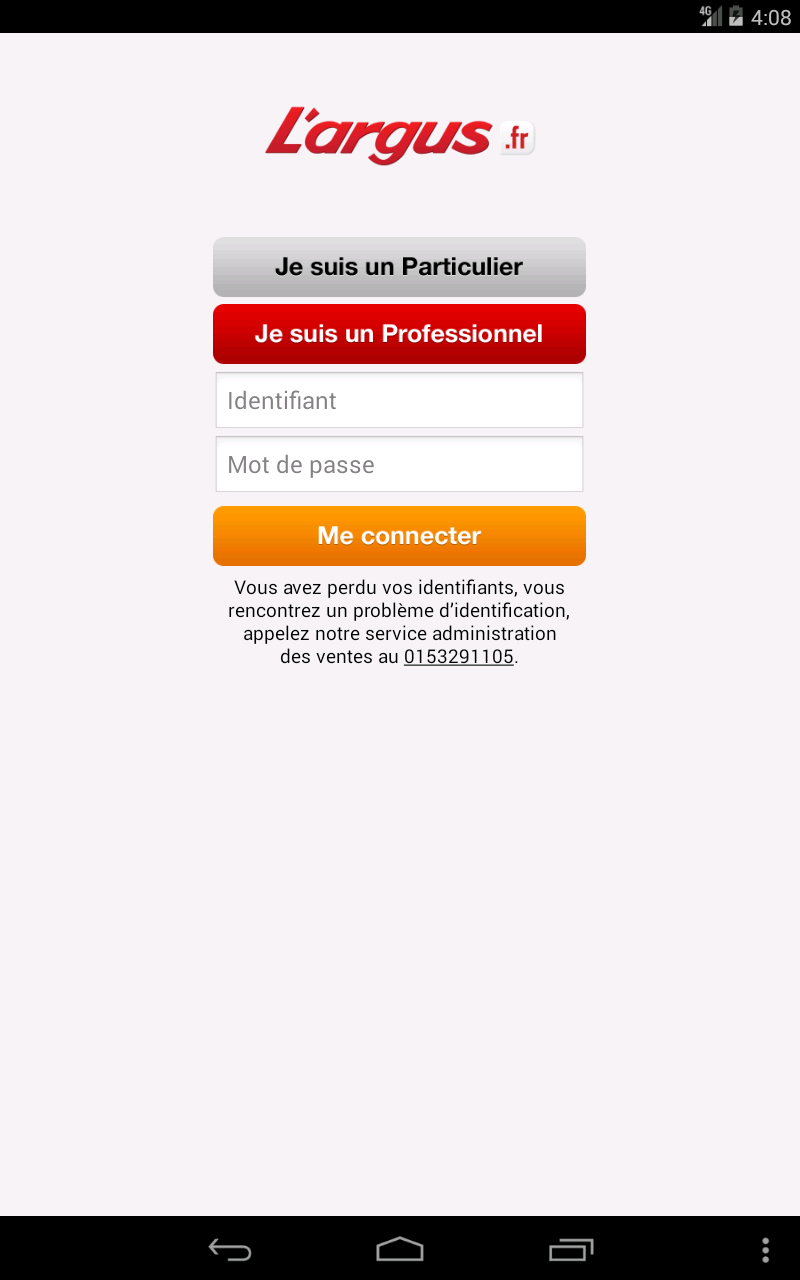 4G 4:08
L'argus.fr
Je suis un Particulier
Je suis un Professionnel
Identifiant
Mot de passe
Me connecter
Vous avez perdu vos identifiants, vous
rencontrez un problème d’identification,
appelez notre service administration
des ventes au 0153291105.